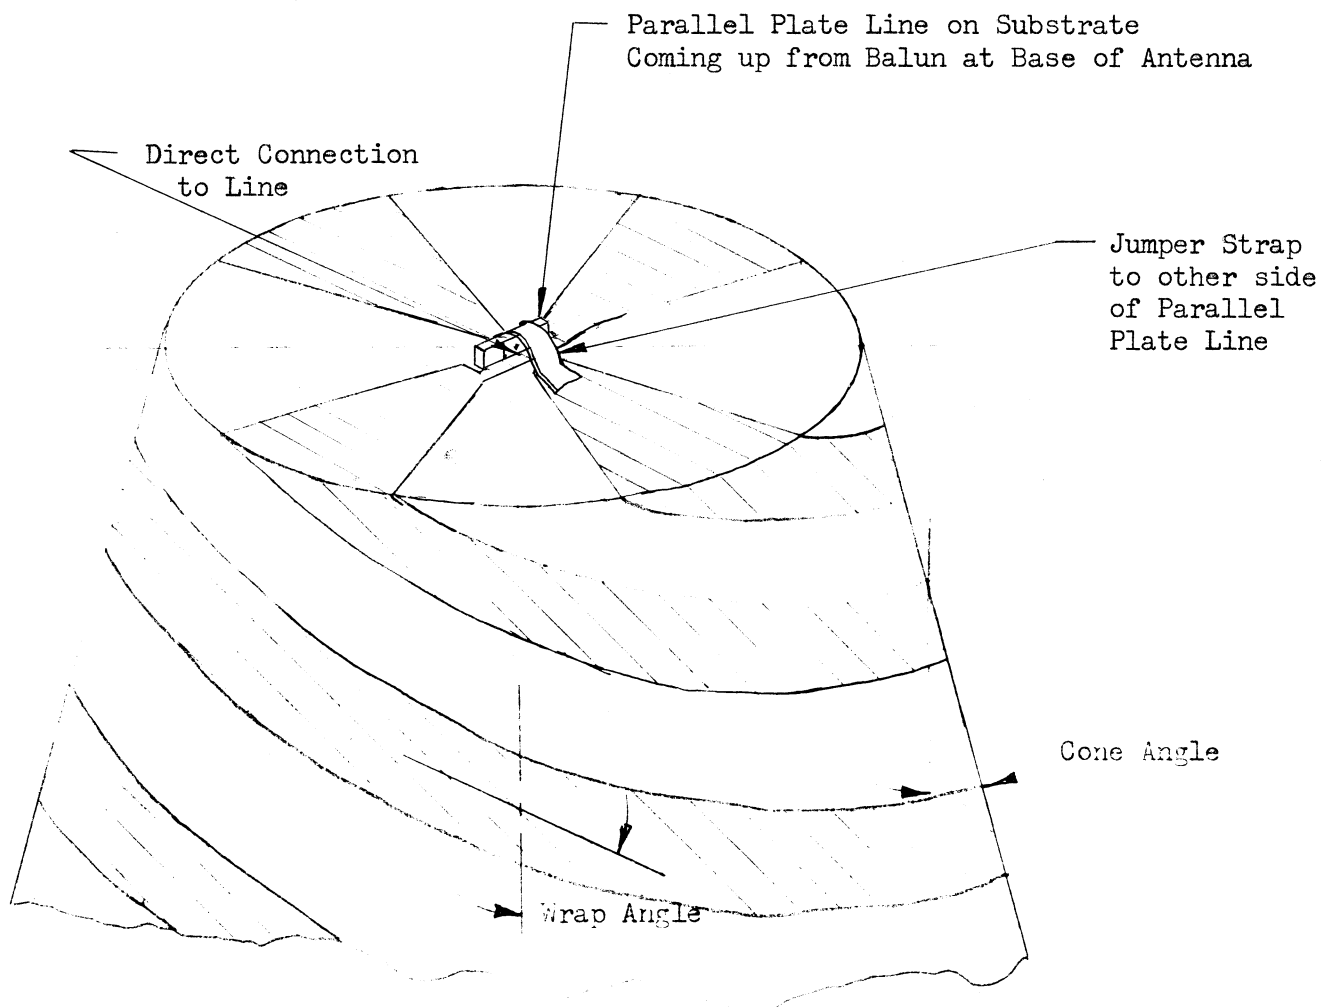 Parallel Plate Line on Substrate
Coming up from Balun at Base of Antenna
Direct Connection
to Line
Jumper Strap
to other side
of Parallel
Plate Line
Cone Angle
Wrap Angle